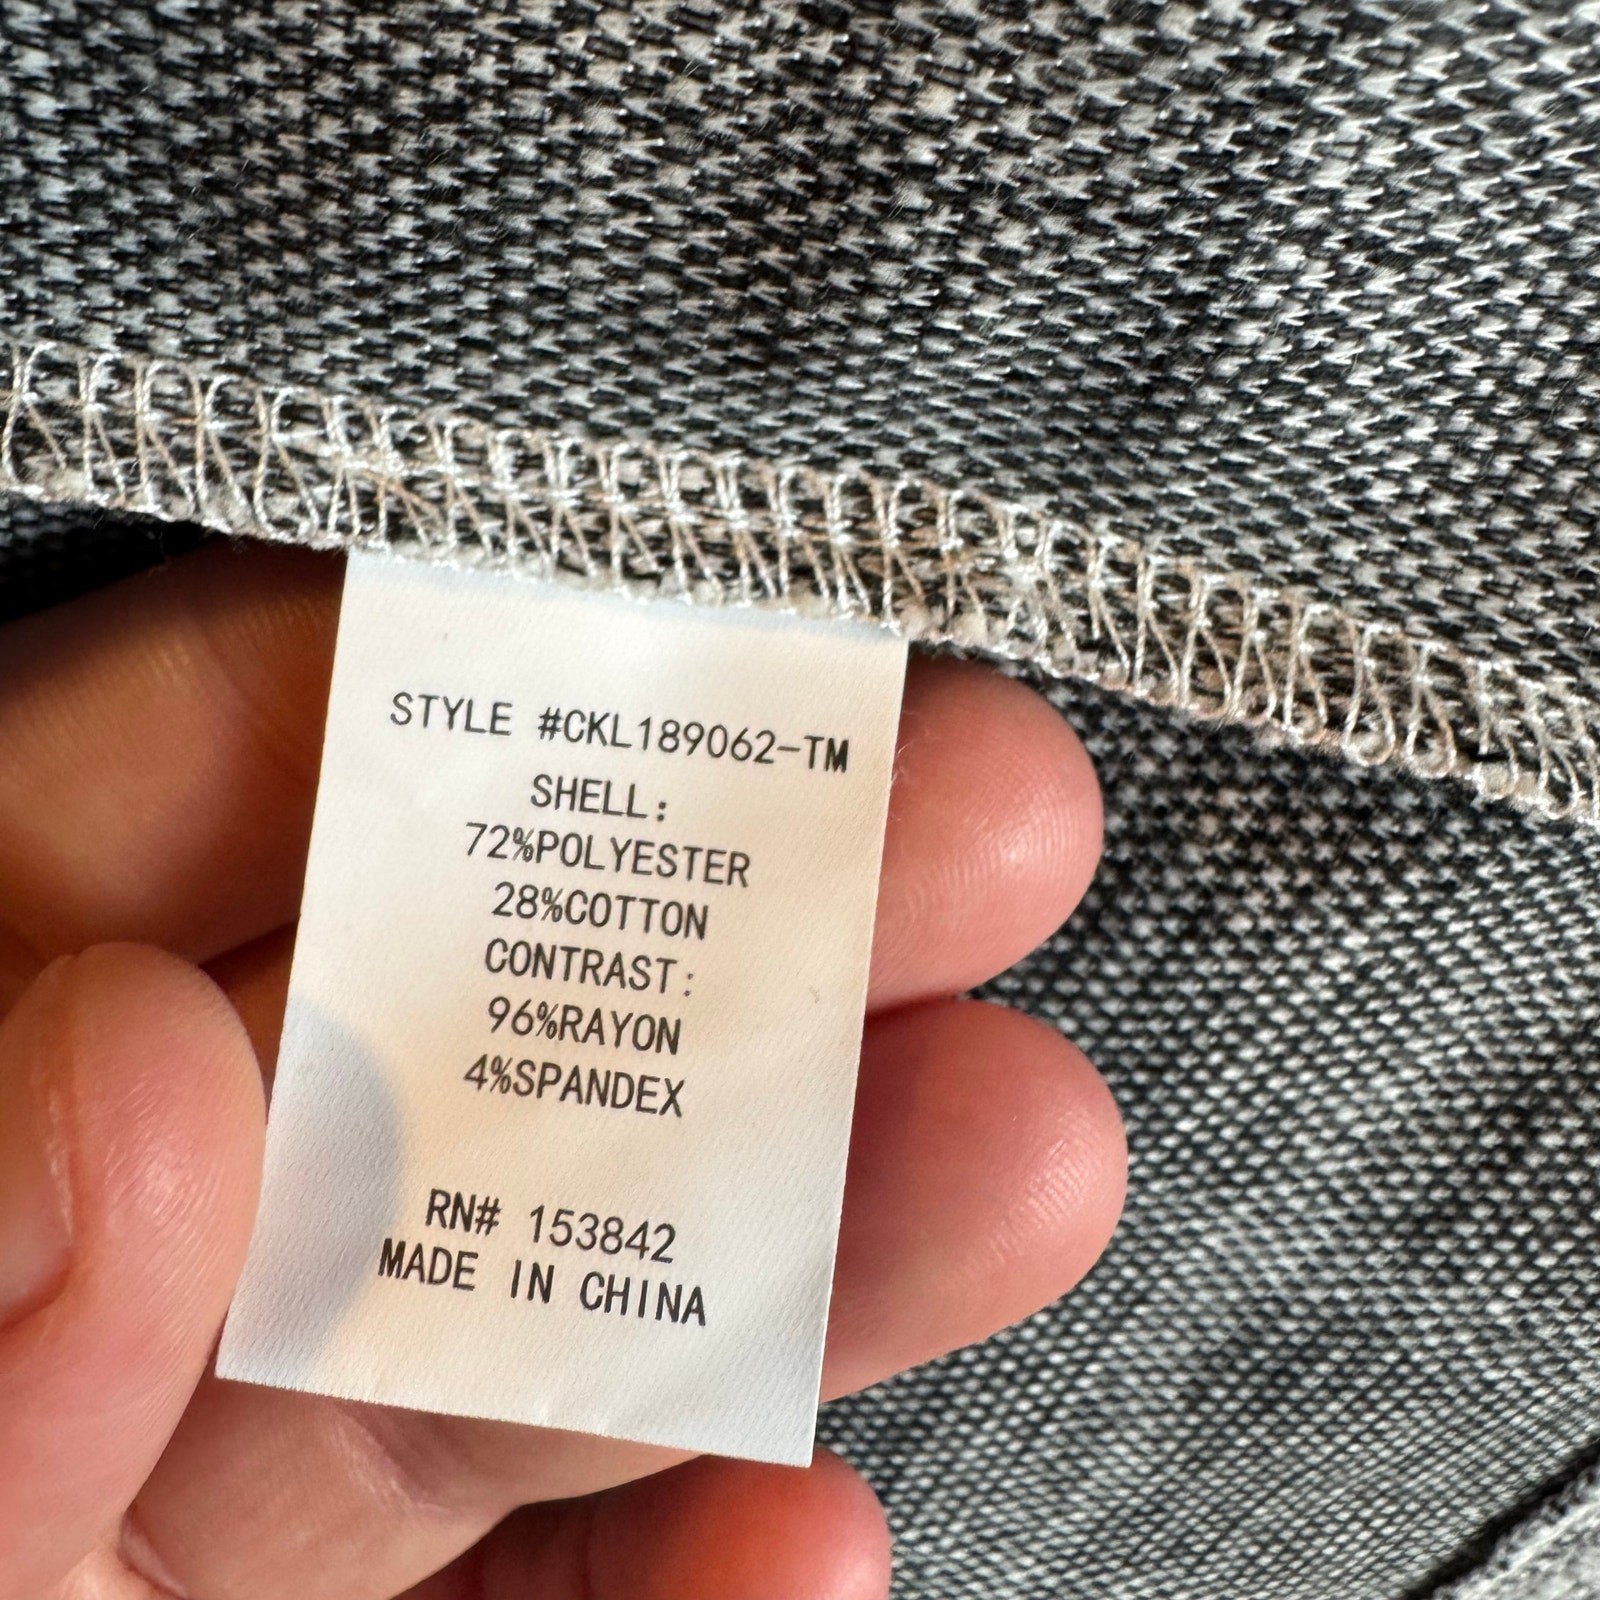 STYLE #CKL189062-TM
SHELL:
72%POLYESTER
28%COTTON
CONTRAST:
96%RAYON
4%SPANDEX
RN# 153842
MADE IN CHINA